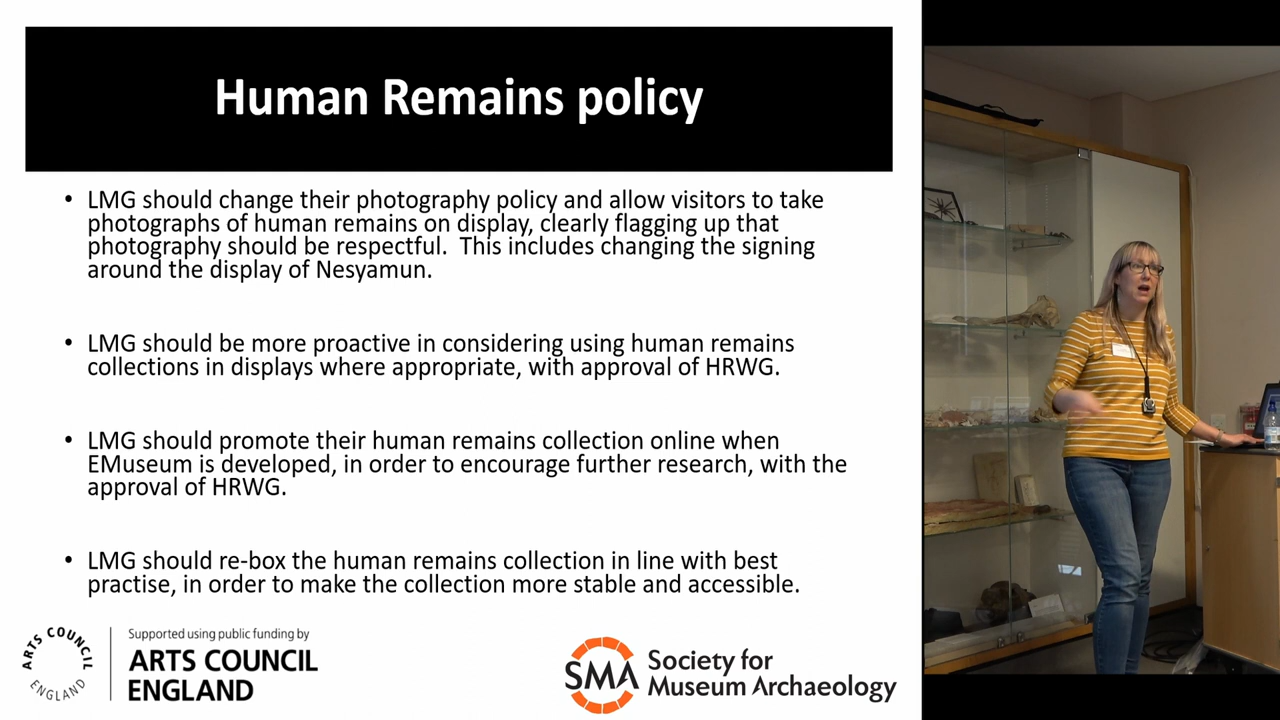 Human Remains policy
• LMG should change their photography policy and allow visitors to take
photographs of human remains on display, clearly flagging up that
photography should be respectful.  This includes changing the signing
around the display of Nesyamun.
• LMG should be more proactive in considering using human remains
collections in displays where appropriate, with approval of HRWG.
• LMG should promote their human remains collection online when
EMuseum is developed, in order to encourage further research, with the
approval of HRWG.
• LMG should re-box the human remains collection in line with best
practise, in order to make the collection more stable and accessible.
ARTS COUNCIL ENGLAND
Supported using public funding by
ARTS COUNCIL
ENGLAND
SMA
Society for
Museum Archaeology